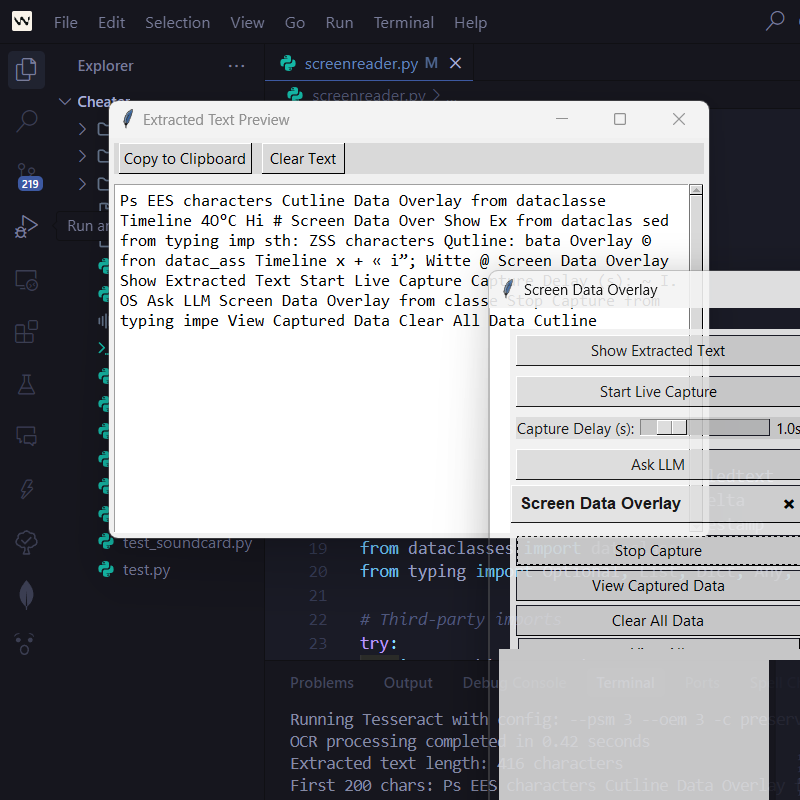 File Edit Selection View Go Run Terminal Help
Explorer ...
screenreader.py M
screenreader.py > ...
Cheater
219
Run an
Extracted Text Preview
Copy to Clipboard Clear Text
Ps EES characters Cutline Data Overlay from dataclasse
Timeline 4O°C Hi # Screen Data Over Show Ex from dataclas sed
from typing imp sth: ZSS characters Qutline: bata Overlay ©
fron datac_ass Timeline x + « i”; Witte @ Screen Data Overlay
Show Extracted Text Start Live Capture Capture Delay (s): ~ I.
OS Ask LLM Screen Data Overlay from classe Stop Capture from
typing impe View Captured Data Clear All Data Cutline
Screen Data Overlay
Show Extracted Text
Start Live Capture
Capture Delay (s): 1.0s
Ask LLM
Screen Data Overlay
Stop Capture
View Captured Data
Clear All Data
test_soundcard.py
test.py
19 from dataclasses import
20 from typing import Optional, List, Dict, Any,
21
22 # Third-party imports
23 try:
Problems Output Debug Console Terminal Ports
Running Tesseract with config: --psm 3 --oem 3 -c preserv
OCR processing completed in 0.42 seconds
Extracted text length: 416 characters
First 200 chars: Ps EES characters Cutline Data Overlay